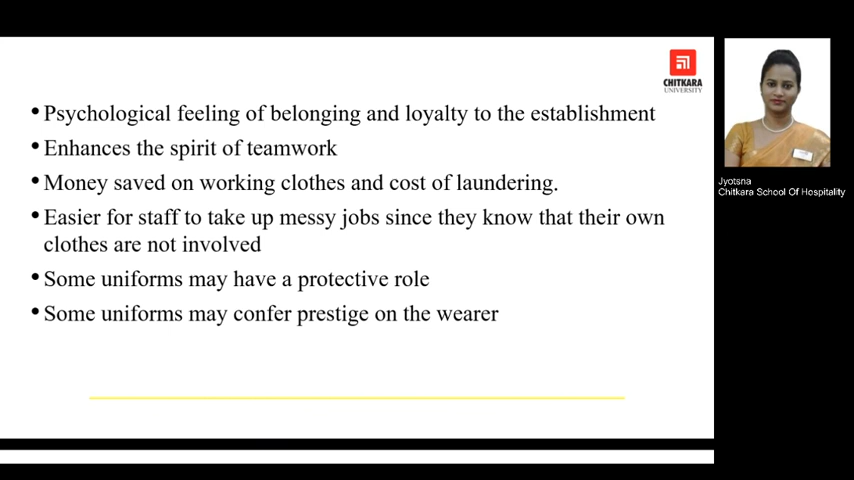 CHITKARA
UNIVERSITY
• Psychological feeling of belonging and loyalty to the establishment
• Enhances the spirit of teamwork
• Money saved on working clothes and cost of laundering.
• Easier for staff to take up messy jobs since they know that their own
clothes are not involved
• Some uniforms may have a protective role
• Some uniforms may confer prestige on the wearer
Jyotsna
Chitkara School Of Hospitality